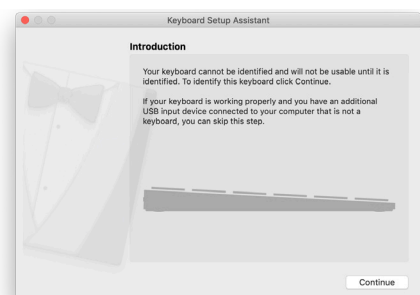 Keyboard Setup Assistant
Introduction
Your keyboard cannot be identified and will not be usable until it is
identified. To identify this keyboard click Continue.
If your keyboard is working properly and you have an additional
USB input device connected to your computer that is not a
keyboard, you can skip this step.
Continue